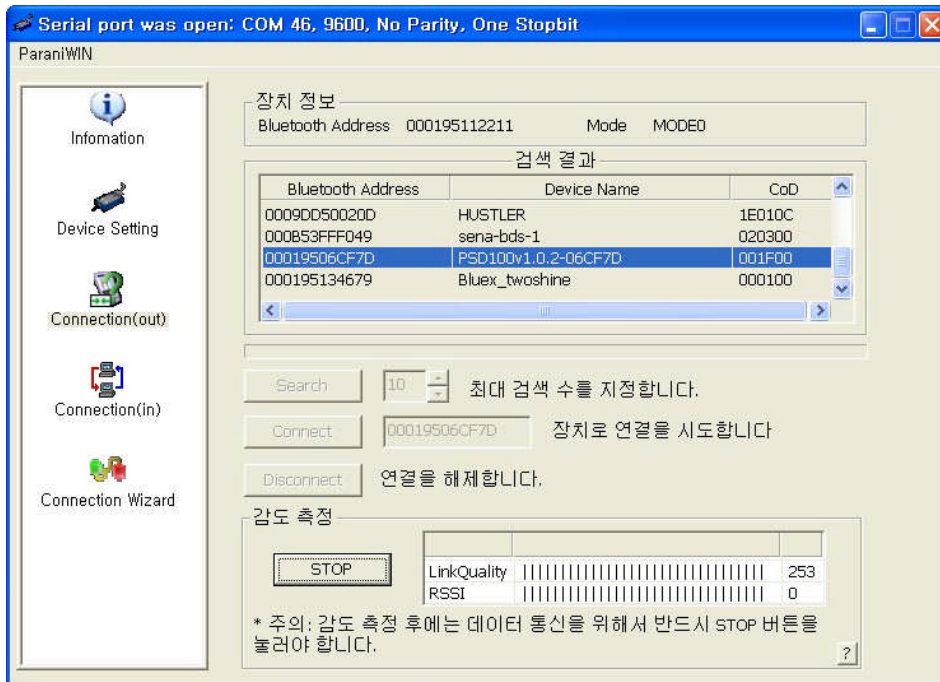 Serial port was open: COM 46, 9600, No Parity, One Stopbit
ParaniWIN
Infomation
Device Setting
Connection(out)
Connection(in)
Connection Wizard
장치 정보
Bluetooth Address 000195112211 Mode MODE0
검색 결과
Bluetooth Address Device Name CoD
0009DD50020D HUSTLER 1E010C
000B53FFF049 sena-bds-1 020300
00019506CF7D PSD100v1.0.2-06CF7D 001F00
000195134679 Bluex_twoshine 000100
Search 10 최대 검색 수를 지정합니다.
Connect 00019506CF7D 장치로 연결을 시도합니다
Disconnect 연결을 해제합니다.
감도 측정
STOP
LinkQuality 253
RSSI 0
* 주의: 감도 측정 후에는 데이터 통신을 위해서 반드시 STOP 버튼을
눌러야 합니다.
?